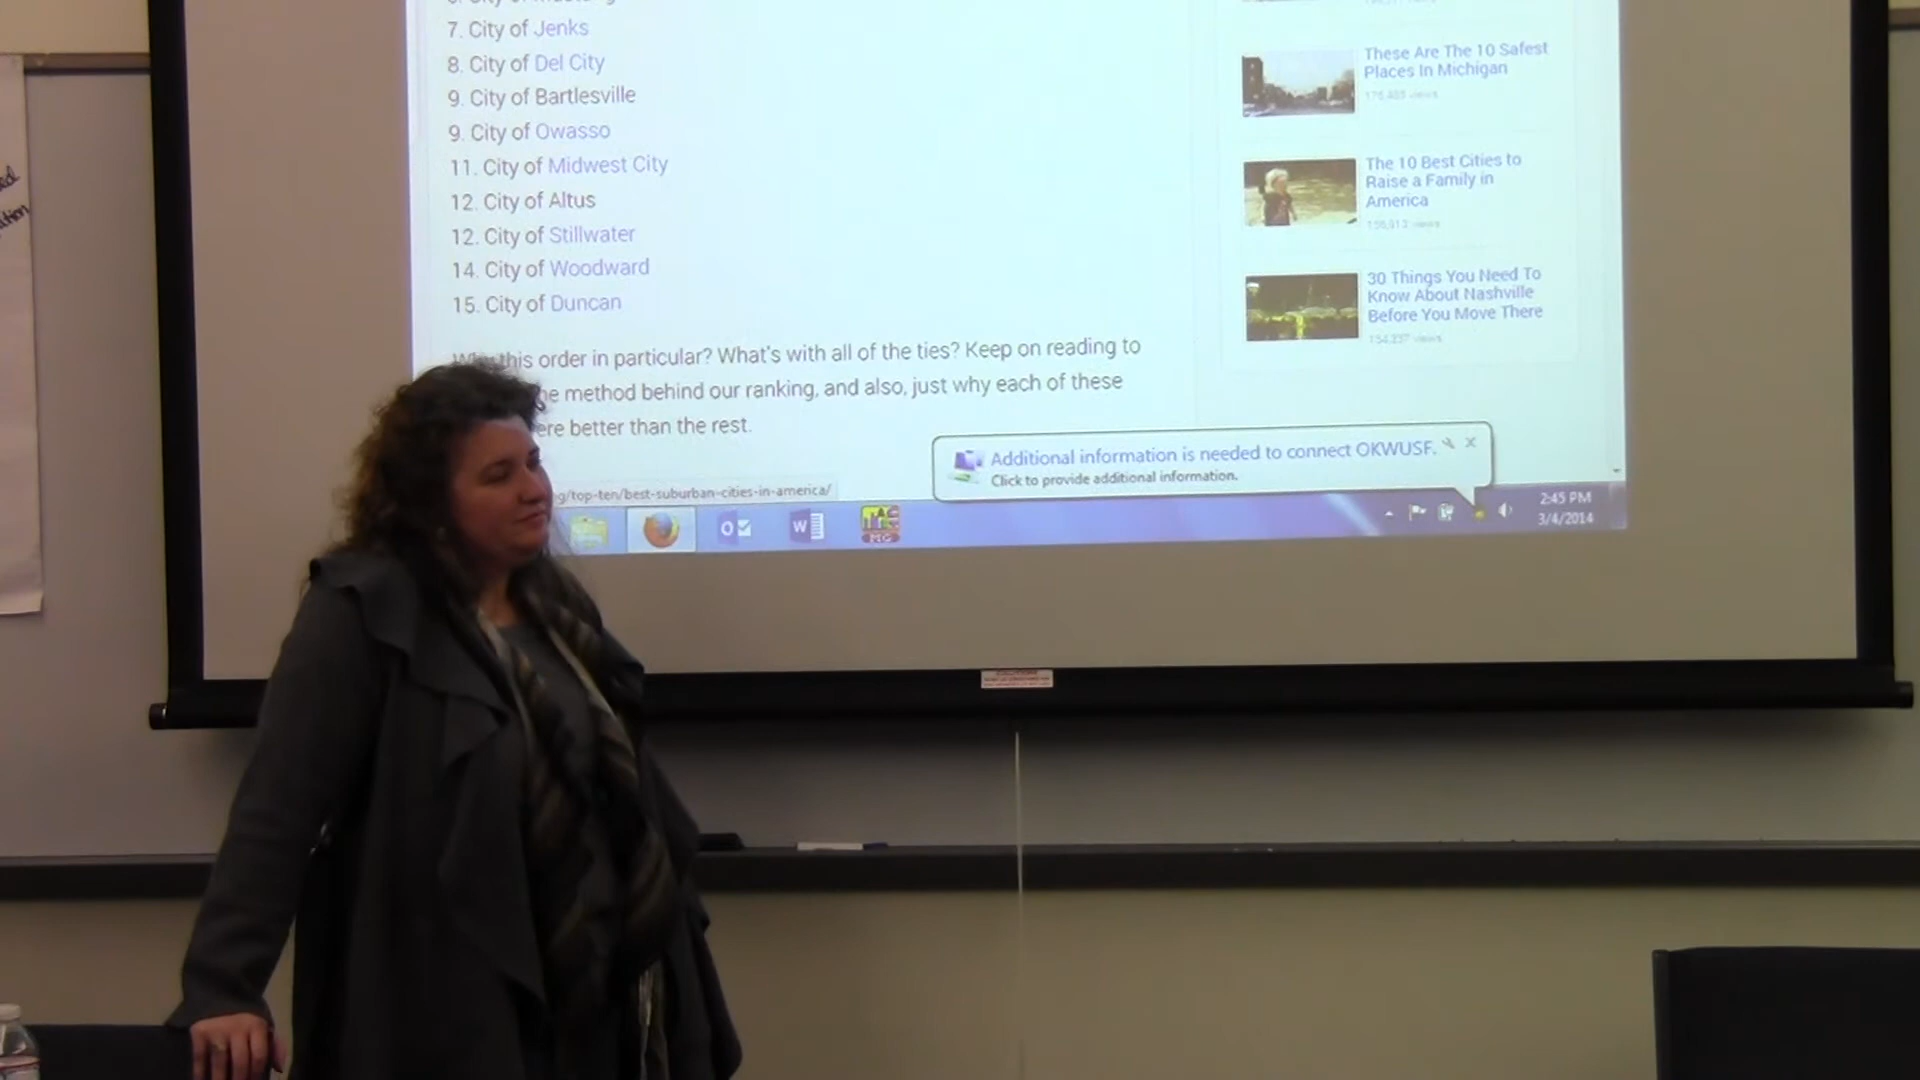 7. City of Jenks
8. City of Del City
9. City of Bartlesville
9. City of Owasso
11. City of Midwest City
12. City of Altus
12. City of Stillwater
14. City of Woodward
15. City of Duncan
this order in particular? What's with all of the ties? Keep on reading to
method behind our ranking, and also, just why each of these
better than the rest.
These Are The 10 Safest
Places In Michigan
views
The 10 Best Cities to
Raise a Family in
America
views
30 Things You Need To
Know About Nashville
Before You Move There
views
Additional information is needed to connect OKWUSF.
Click to provide additional information.
/top-ten/best-suburban-cities-in-america/
2:45 PM
3/4/2014